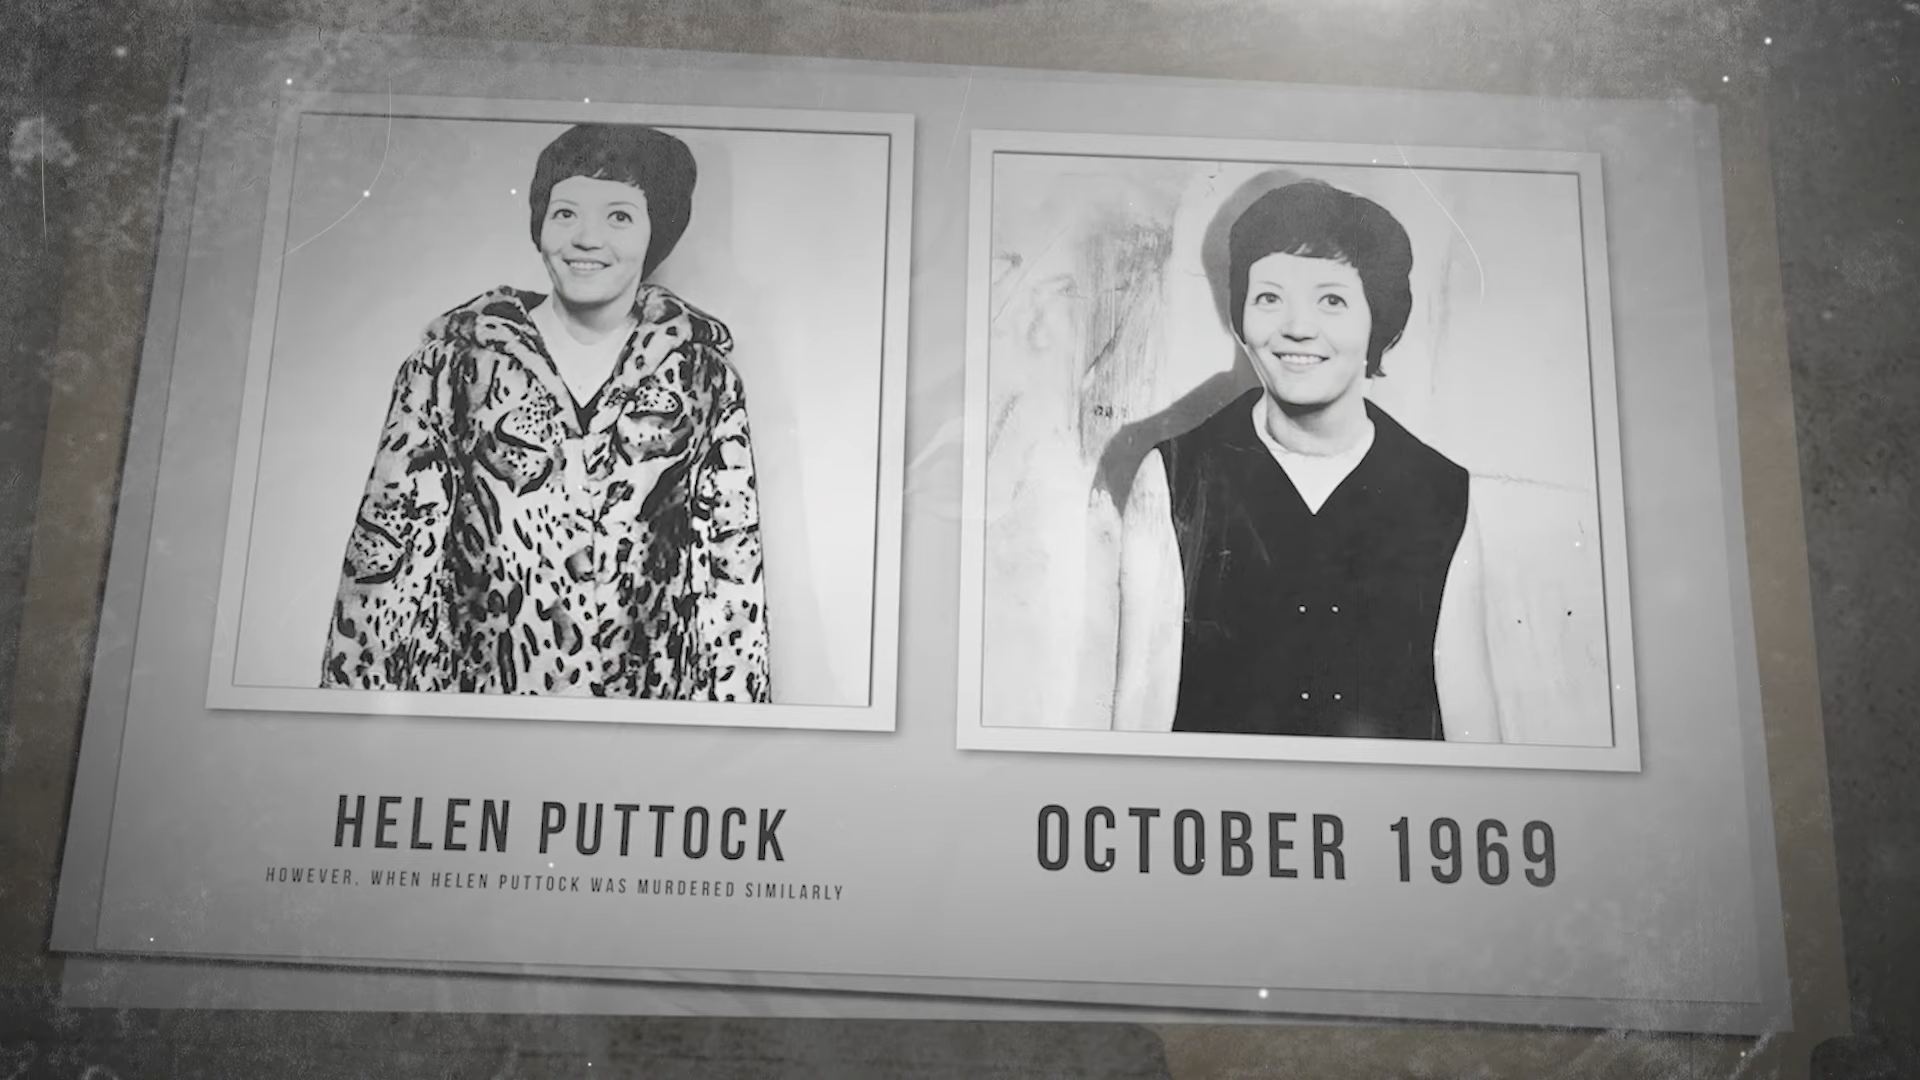 HELEN PUTTOCK
HOWEVER, WHEN HELEN PUTTOCK WAS MURDERED SIMILARLY
OCTOBER 1969